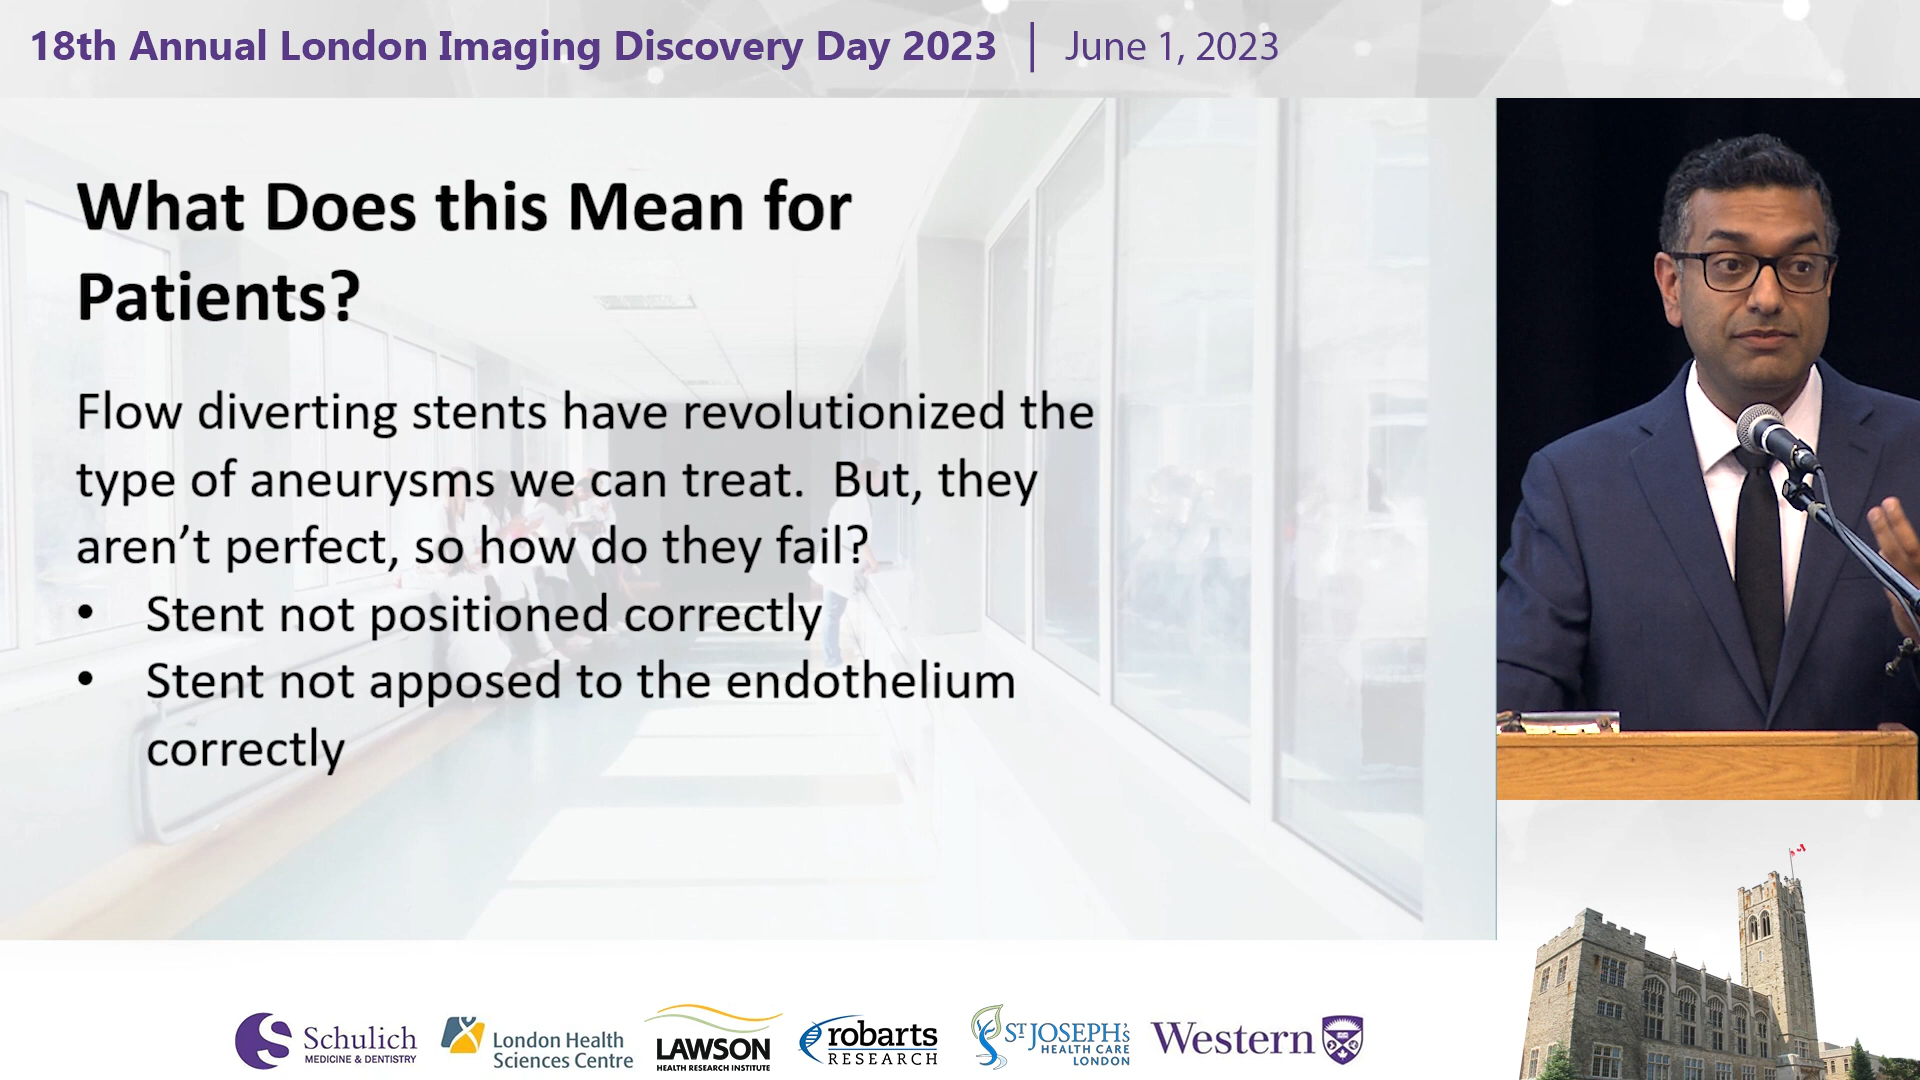 18th Annual London Imaging Discovery Day 2023 | June 1, 2023
What Does this Mean for
Patients?
Flow diverting stents have revolutionized the
type of aneurysms we can treat.  But, they
aren’t perfect, so how do they fail?
• Stent not positioned correctly
• Stent not apposed to the endothelium
correctly
Schulich
MEDICINE & DENTISTRY
London Health
Sciences Centre
LAWSON
HEALTH RESEARCH INSTITUTE
robarts
RESEARCH
ST JOSEPH'S
HEALTH CARE
LONDON
Western